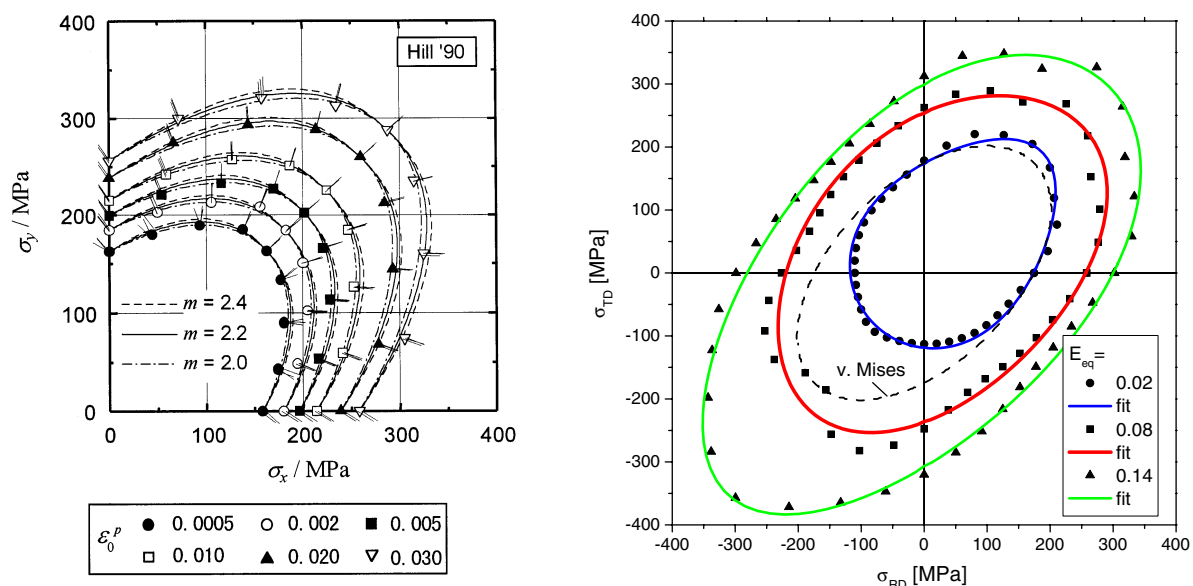 Hill '90
400
300
200
100
0
σy / MPa
m = 2.4
m = 2.2
m = 2.0
0 100 200 300 400
σx / MPa
ε0^p
0.0005 0.002 0.005
0.010 0.020 0.030
400
300
200
100
0
-100
-200
-300
-400
σTD [MPa]
v. Mises
Eeq=
0.02
fit
0.08
fit
0.14
fit
-400 -300 -200 -100 0 100 200 300 400
σRD [MPa]